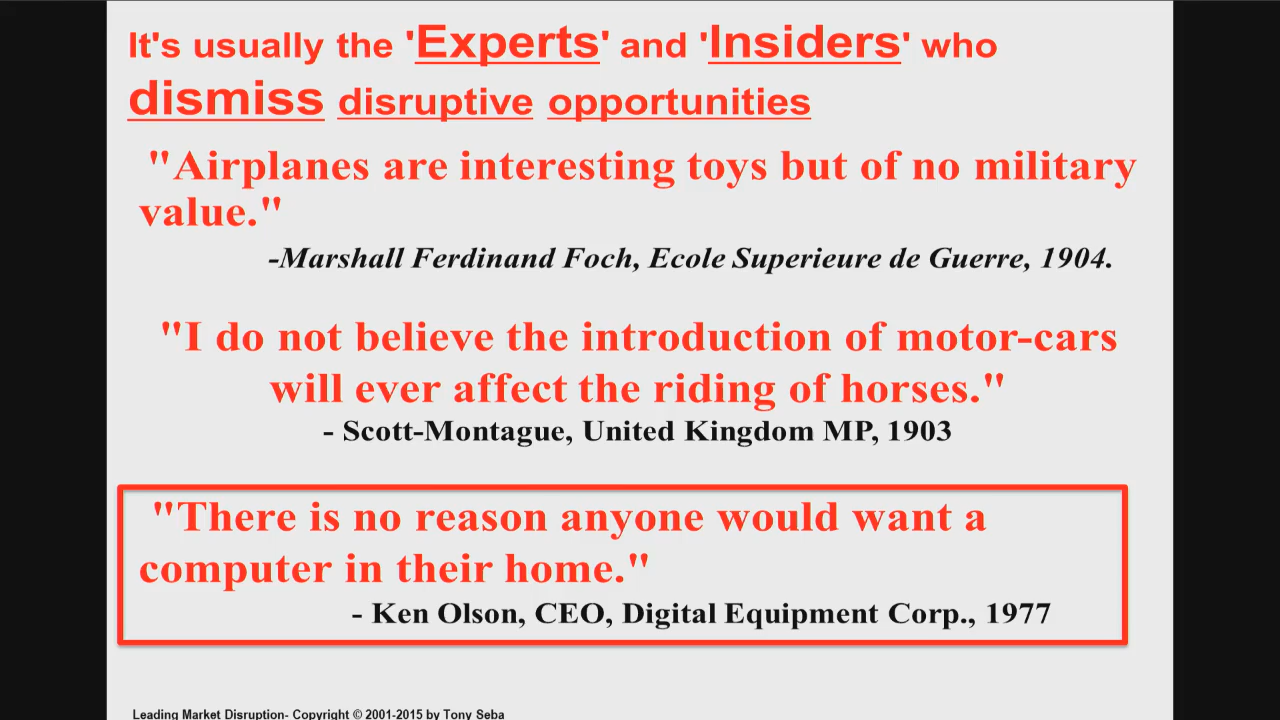 It's usually the 'Experts' and 'Insiders' who
dismiss disruptive opportunities
"Airplanes are interesting toys but of no military
value."
-Marshall Ferdinand Foch, Ecole Superieure de Guerre, 1904.
"I do not believe the introduction of motor-cars
will ever affect the riding of horses."
- Scott-Montague, United Kingdom MP, 1903
"There is no reason anyone would want a
computer in their home."
- Ken Olson, CEO, Digital Equipment Corp., 1977
Leading Market Disruption- Copyright © 2001-2015 by Tony Seba